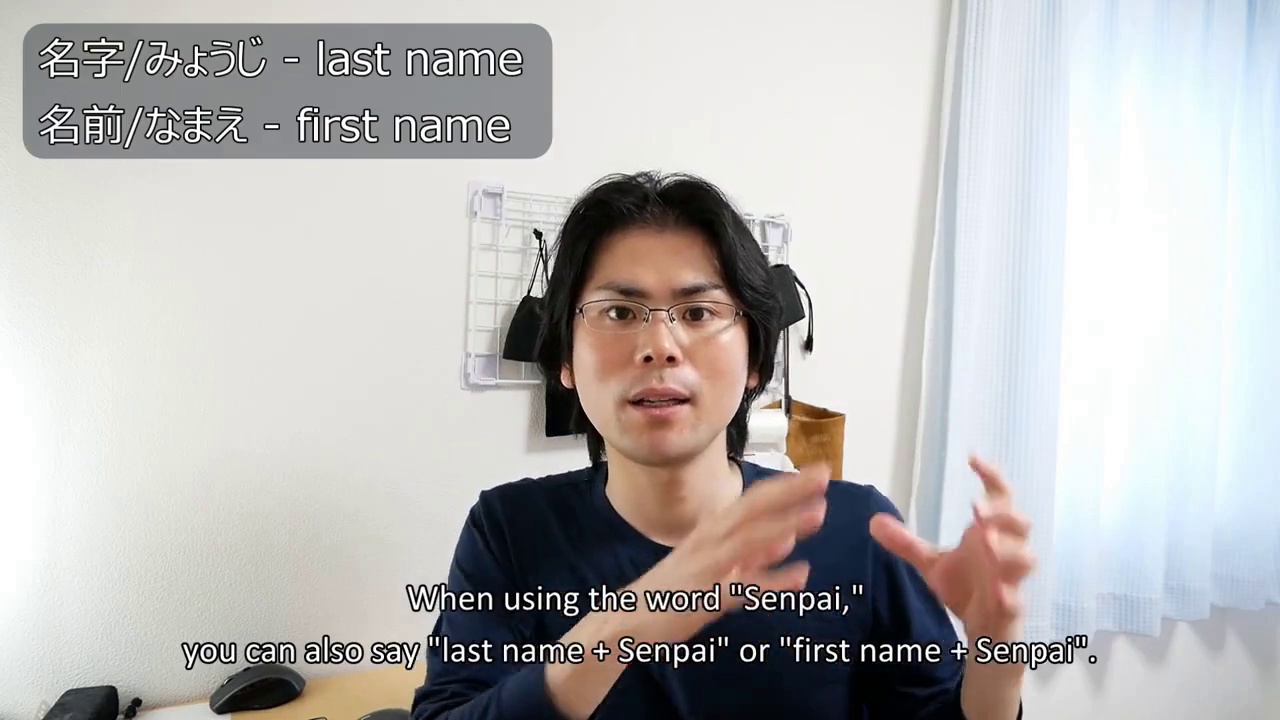 名字/みょうじ - last name
名前/なまえ - first name
When using the word "Senpai,"
you can also say "last name + Senpai" or "first name + Senpai".